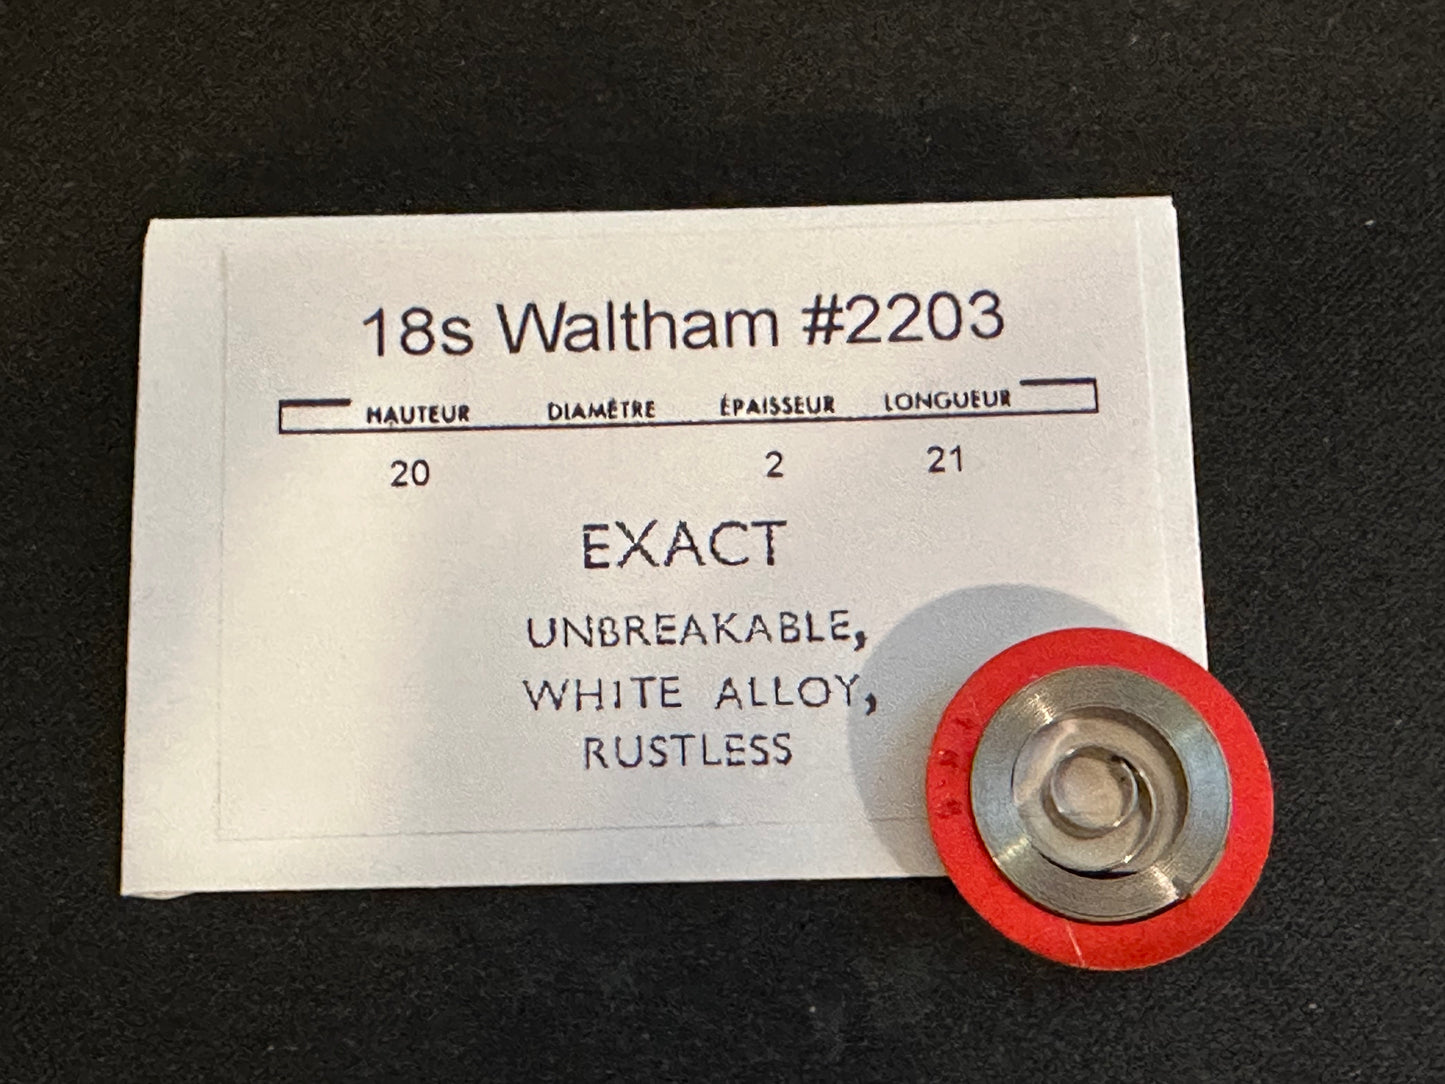 18s Waltham #2203
HAUTEUR DIAMÈTRE ÉPAISSEUR LONGUEUR
20 2 21
EXACT
UNBREAKABLE,
WHITE ALLOY,
RUSTLESS